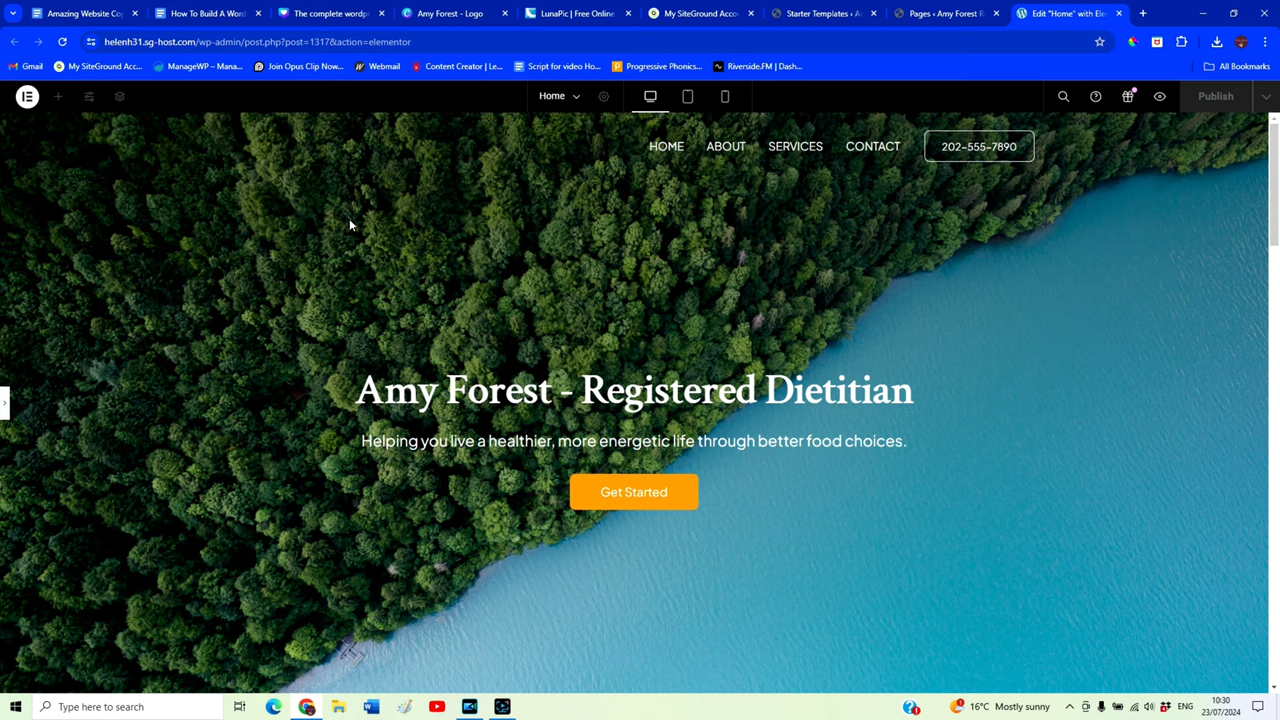 Amazing Website Co
How To Build A Word
The complete wordp
Amy Forest - Logo
LunaPic | Free Online
My SiteGround Acco
Starter Templates ‹ A
Pages ‹ Amy Forest R
Edit "Home" with Ele
helenh31.sg-host.com/wp-admin/post.php?post=1317&action=elementor
Gmail
My SiteGround Acc...
ManageWP – Mana...
Join Opus Clip Now...
Webmail
Content Creator | Le...
Script for video Ho...
Progressive Phonics...
Riverside.FM | Dash...
All Bookmarks
Home
Publish
HOME
ABOUT
SERVICES
CONTACT
202-555-7890
Amy Forest - Registered Dietitian
Helping you live a healthier, more energetic life through better food choices.
Get Started
Type here to search
16°C Mostly sunny
ENG
10:30
23/07/2024